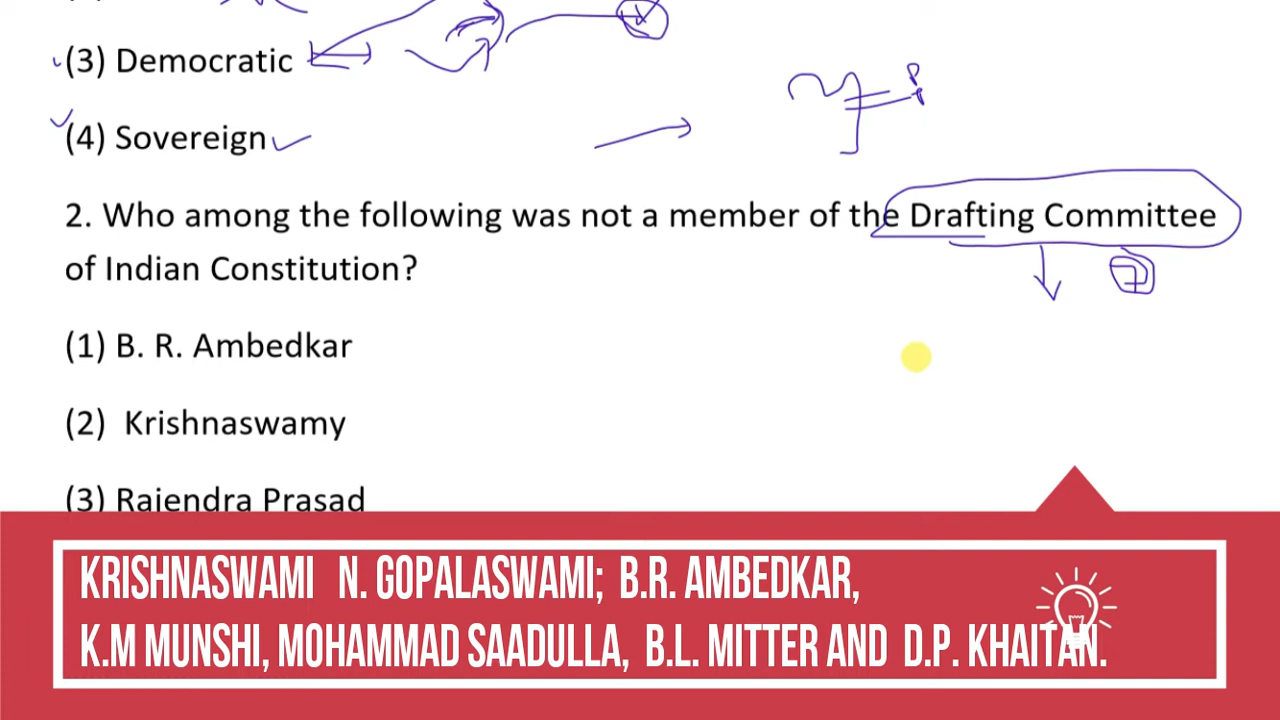 (3) Democratic
(4) Sovereign
2. Who among the following was not a member of the Drafting Committee
of Indian Constitution?
7
(1) B. R. Ambedkar
(2) Krishnaswamy
(3) Rajendra Prasad
KRISHNASWAMI N. GOPALASWAMI; B.R. AMBEDKAR,
K.M MUNSHI, MOHAMMAD SAADULLA, B.L. MITTER AND D.P. KHAITAN.